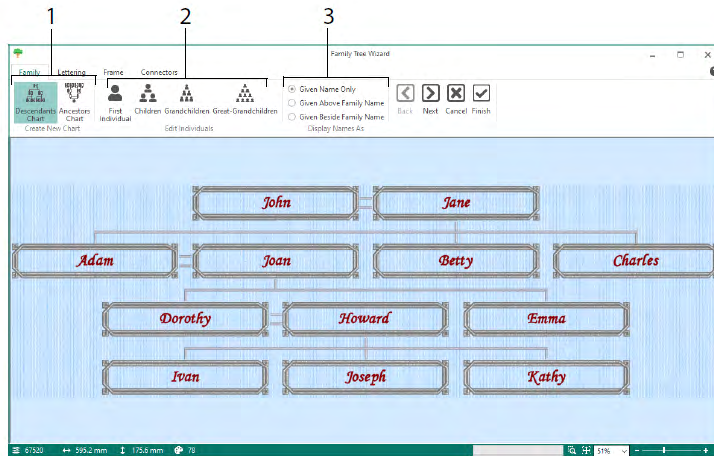 1 2 3
Family Tree Wizard
Family Lettering Frame Connectors
Descendants Chart
Ancestors Chart
First Individual
Children
Grandchildren
Great-Grandchildren
Given Name Only
Given Above Family Name
Given Beside Family Name
Back Next Cancel Finish
Create New Chart Edit Individuals Display Names As
John Jane
Adam Joan Betty Charles
Dorothy Howard Emma
Ivan Joseph Kathy
67520 595.2 mm 175.6 mm 78 51%